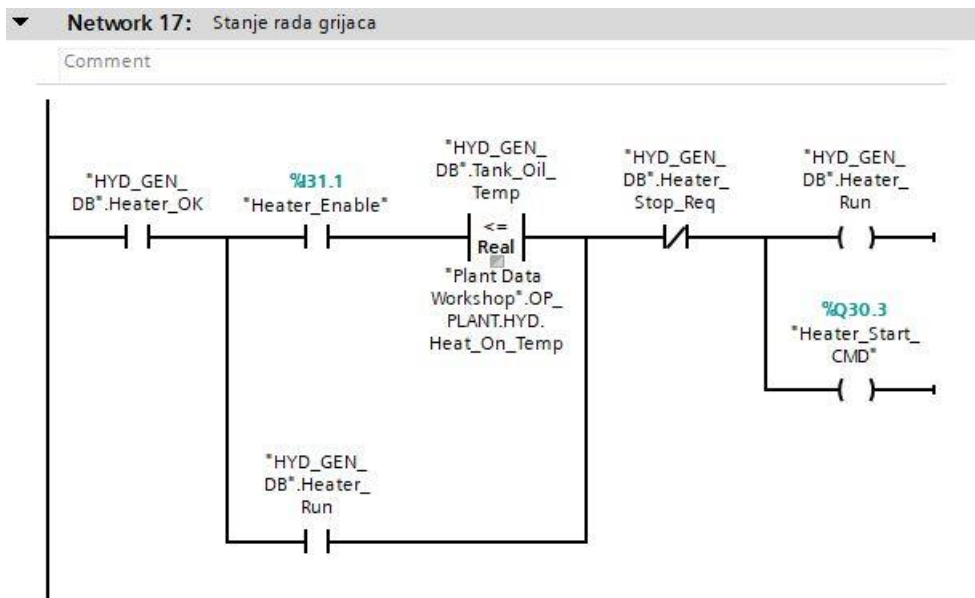 Network 17: Stanje rada grijaca
Comment
"HYD_GEN_
DB".Heater_OK
%I31.1
"Heater_Enable"
"HYD_GEN_
DB".Tank_Oil_
Temp
<=
Real
"Plant Data
Workshop".OP_
PLANT.HYD.
Heat_On_Temp
"HYD_GEN_
DB".Heater_
Stop_Req
"HYD_GEN_
DB".Heater_
Run
%Q30.3
"Heater_Start_
CMD"
"HYD_GEN_
DB".Heater_
Run